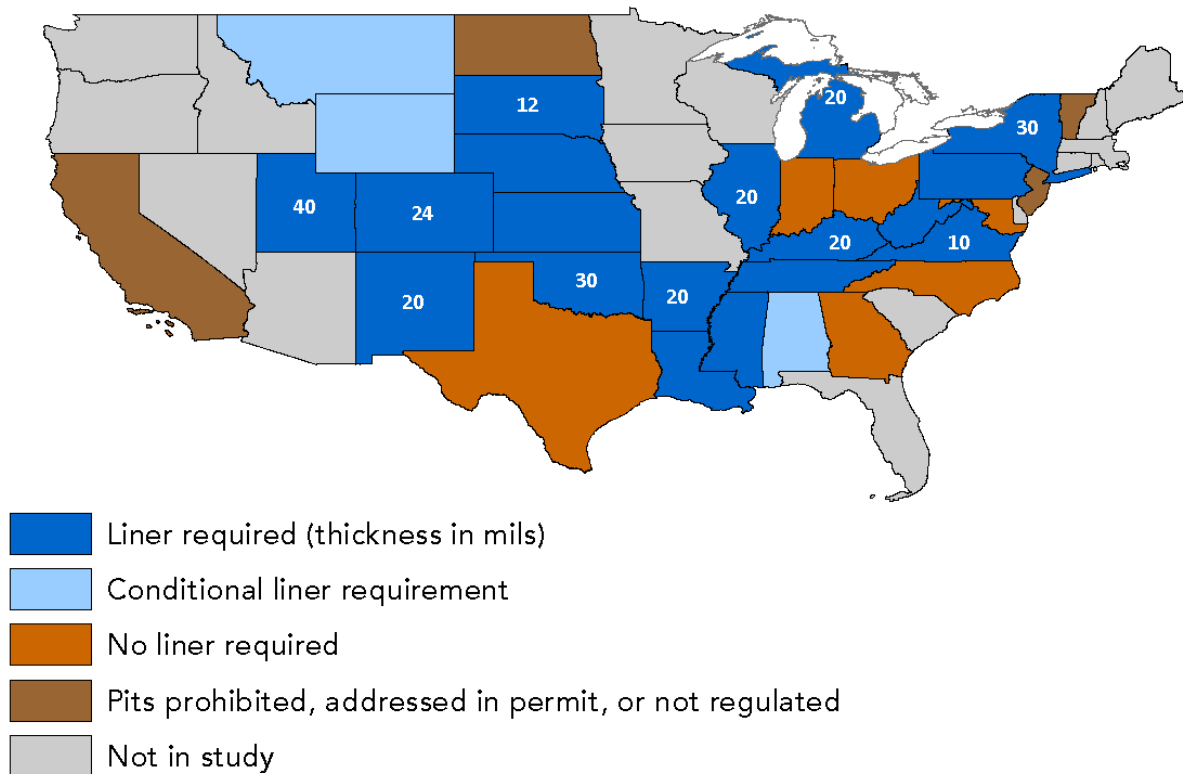 12
20
30
40
24
20
20
10
30
20
20
Liner required (thickness in mils)
Conditional liner requirement
No liner required
Pits prohibited, addressed in permit, or not regulated
Not in study